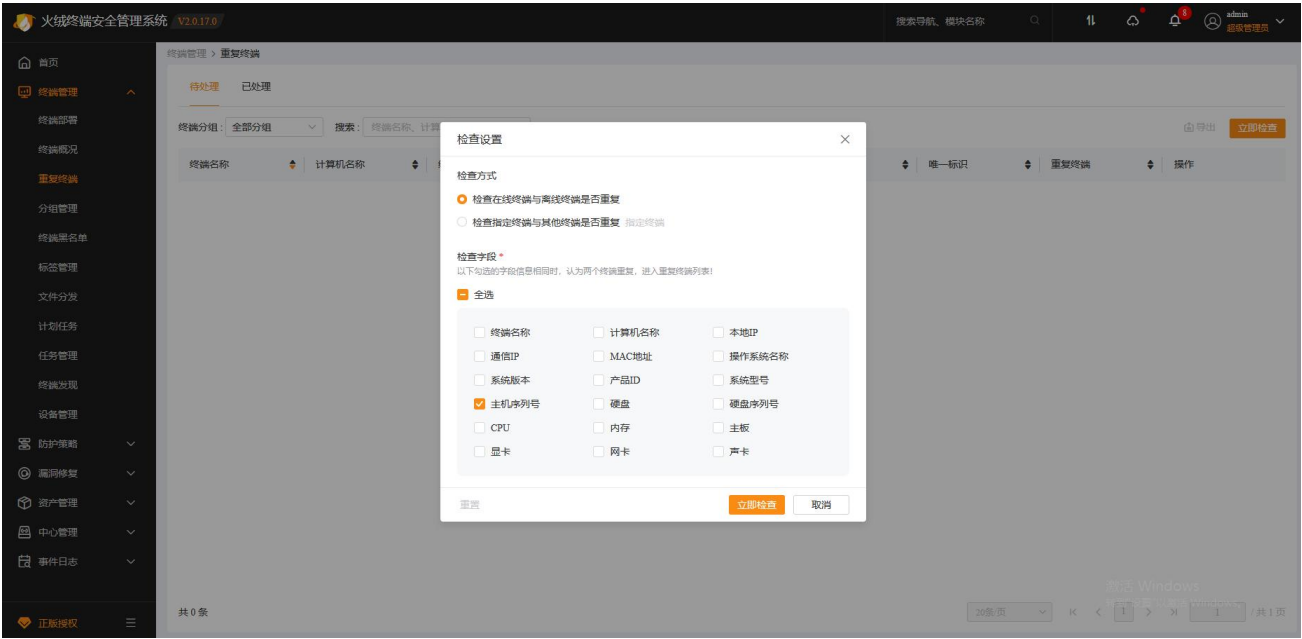 火绒终端安全管理系统 V2.0.17.0
搜索导航、模块名称
8
admin
超级管理员
首页
终端管理
终端部署
终端概况
重复终端
分组管理
终端黑名单
标签管理
文件分发
计划任务
任务管理
终端发现
设备管理
防护策略
漏洞修复
资产管理
中心管理
事件日志
正版授权
终端管理 > 重复终端
待处理 已处理
终端分组: 全部分组 搜索: 终端名称、计算
导出 立即检查
终端名称 计算机名称 唯一标识 重复终端 操作
检查设置
检查方式
检查在线终端与离线终端是否重复
检查指定终端与其他终端是否重复 指定终端
检查字段 *
以下勾选的字段信息相同时,认为两个终端重复,进入重复终端列表!
全选
终端名称 计算机名称 本地IP
通信IP MAC地址 操作系统名称
系统版本 产品ID 系统型号
主机序列号 硬盘 硬盘序列号
CPU 内存 主板
显卡 网卡 声卡
重置 立即检查 取消
激活 Windows
共 0 条
20条/页 1 1 / 共 1 页